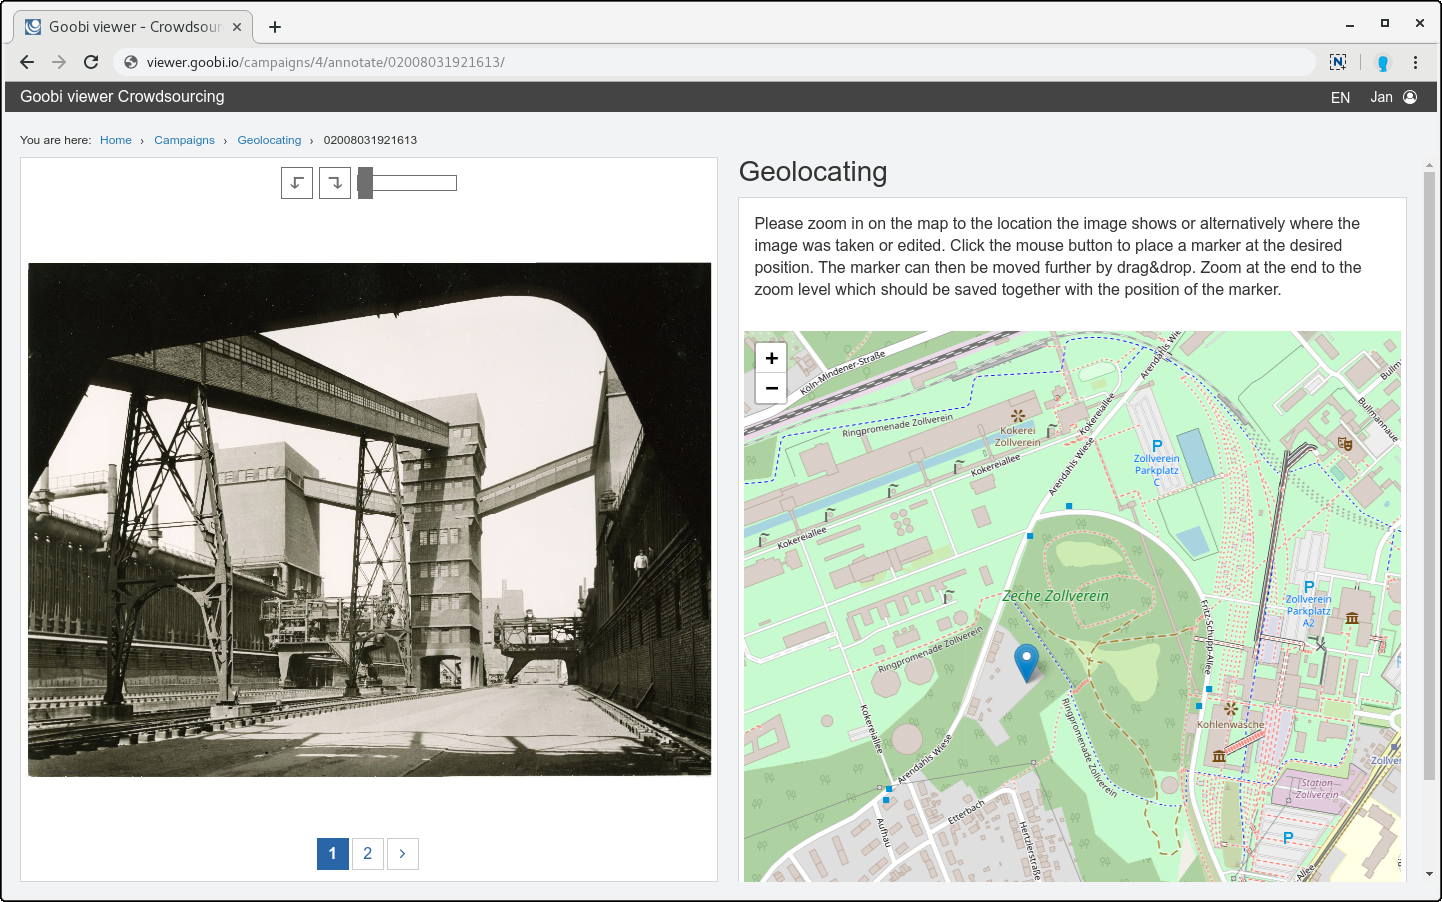 Goobi viewer - Crowdsour
viewer.goobi.io/campaigns/4/annotate/02008031921613/
Goobi viewer Crowdsourcing
EN
Jan
You are here: Home › Campaigns › Geolocating › 02008031921613
1
2
Geolocating
Please zoom in on the map to the location the image shows or alternatively where the
image was taken or edited. Click the mouse button to place a marker at the desired
position. The marker can then be moved further by drag&drop. Zoom at the end to the
zoom level which should be saved together with the position of the marker.
+
−
Köln-Mindener-Straße
Arendahls Wie
Bullm
Bullmannaue
Ringpromenade Zollverein
Kokerei
Zollverein
Kokereiallee
Kokereiallee
Arendahls Wiese
P
Zollverein
Parkplatz
C
Kokereiallee
Zeche Zollverein
P
Zollverein
Parkplatz
A2
Fritz-Schupp-Allee
Ringpromenade Zollverein
Kokereiallee
Ringpromenade Zollverein
Kohlenwäsche
Arendahls Wiese
Zollver
Station
Zollverein
Etterbach
Aufhau
Hertzlerstraße
P
-Allee